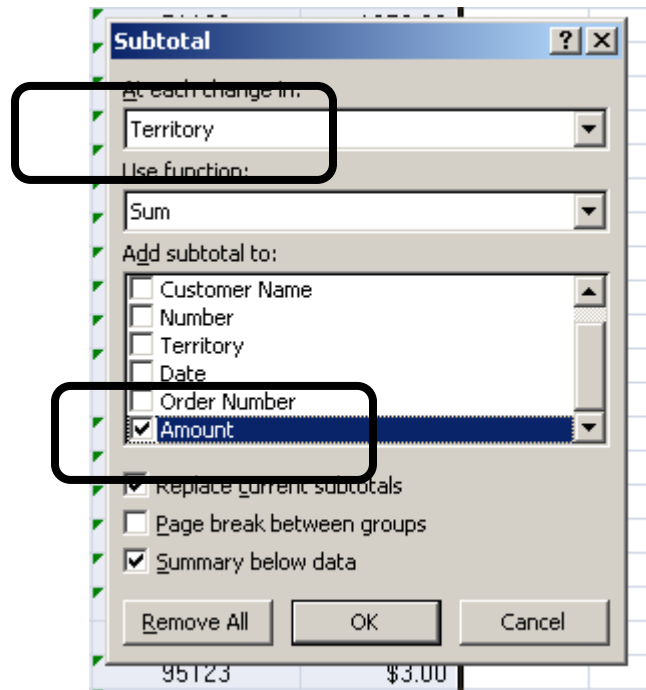 Subtotal
At each change in:
Territory
Use function:
Sum
Add subtotal to:
Customer Name
Number
Territory
Date
Order Number
Amount
Replace current subtotals
Page break between groups
Summary below data
Remove All OK Cancel
95123 $3.00